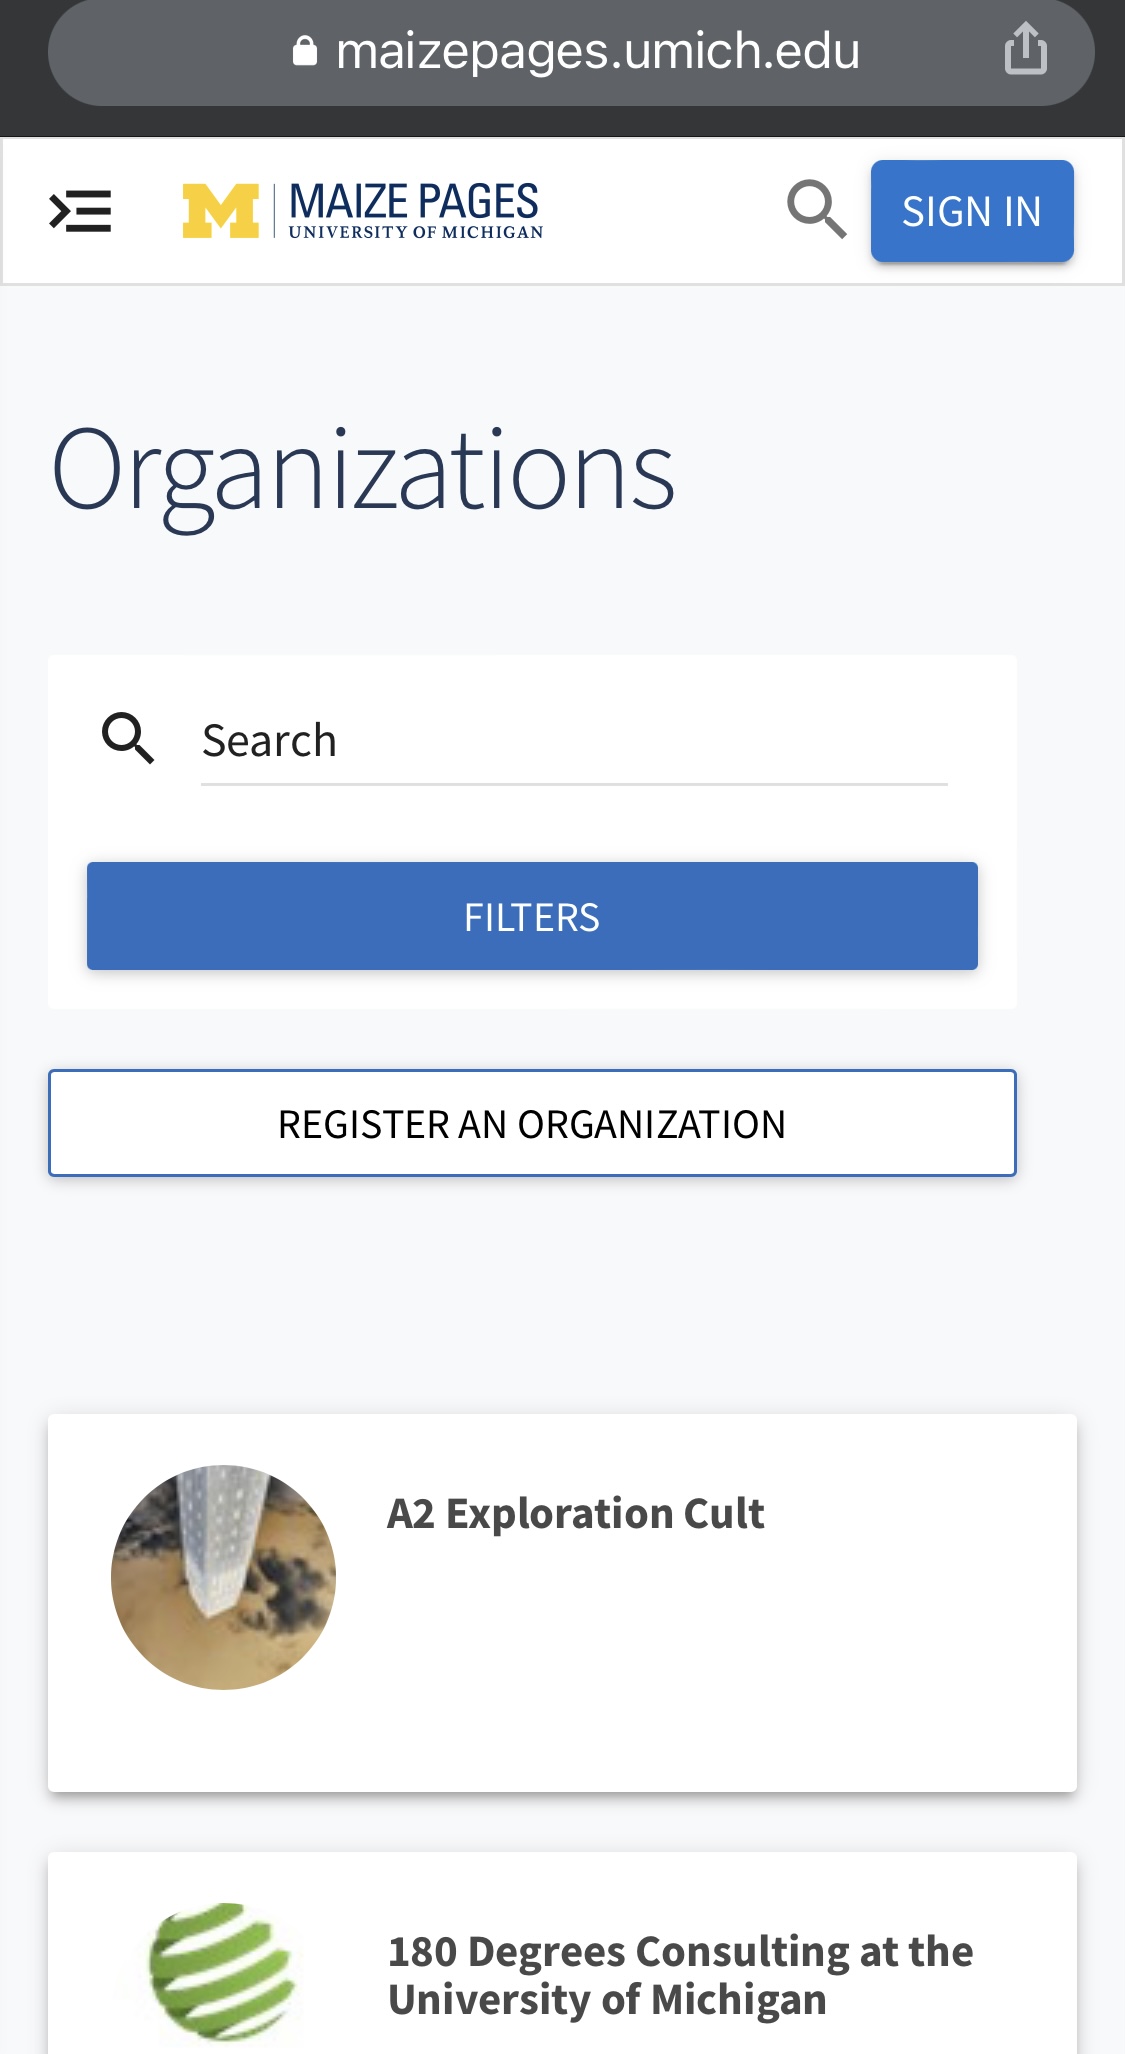 maizepages.umich.edu
MAIZE PAGES
UNIVERSITY OF MICHIGAN
SIGN IN
Organizations
Search
FILTERS
REGISTER AN ORGANIZATION
A2 Exploration Cult
180 Degrees Consulting at the
University of Michigan